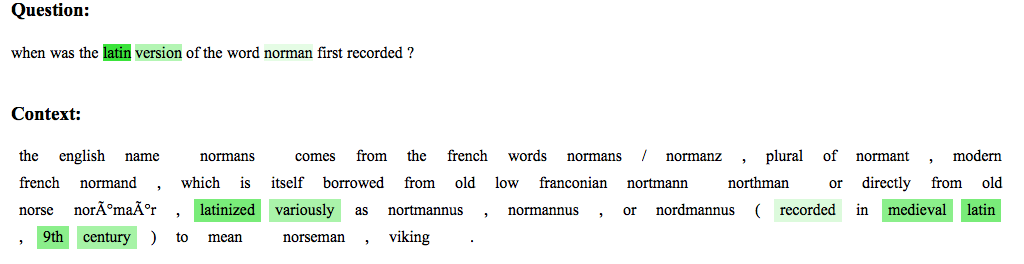 Question:
when was the latin version of the word norman first recorded ?
Context:
the english name normans comes from the french words normans / normanz , plural of normant , modern
french normand , which is itself borrowed from old low franconian nortmann northman or directly from old
norse norÃ°maÃ°r , latinized variously as nortmannus , normannus , or nordmannus ( recorded in medieval latin
, 9th century ) to mean norseman , viking .